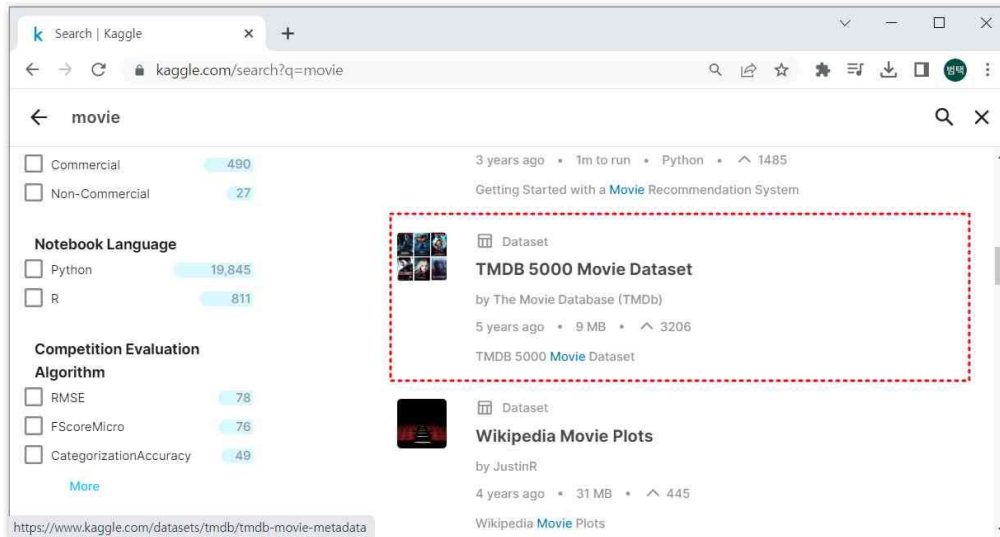 k Search | Kaggle
kaggle.com/search?q=movie
범택
movie
Commercial 490
Non-Commercial 27
Notebook Language
Python 19,845
R 811
Competition Evaluation
Algorithm
RMSE 78
FScoreMicro 76
CategorizationAccuracy 49
More
3 years ago • 1m to run • Python • ^ 1485
Getting Started with a Movie Recommendation System
Dataset
TMDB 5000 Movie Dataset
by The Movie Database (TMDb)
5 years ago • 9 MB • ^ 3206
TMDB 5000 Movie Dataset
Dataset
Wikipedia Movie Plots
by JustinR
4 years ago • 31 MB • ^ 445
Wikipedia Movie Plots
https://www.kaggle.com/datasets/tmdb/tmdb-movie-metadata